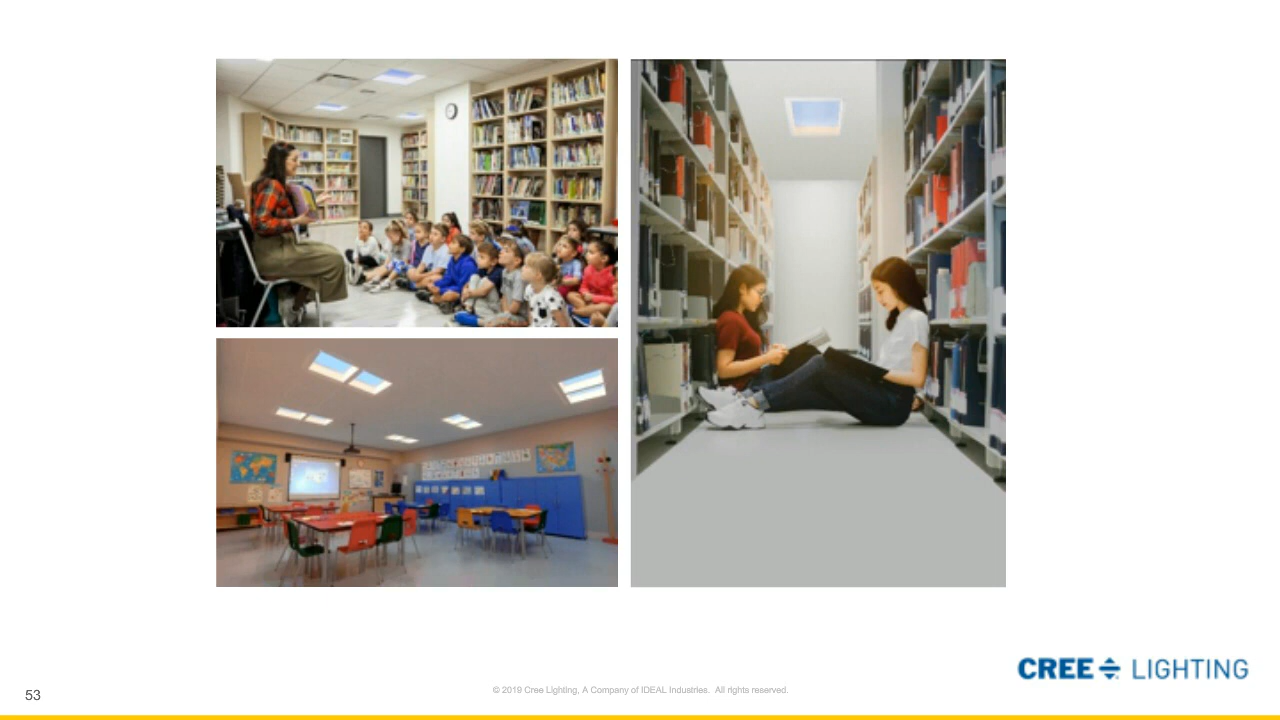 CREE LIGHTING
53
© 2019 Cree Lighting, A Company of IDEAL Industries. All rights reserved.